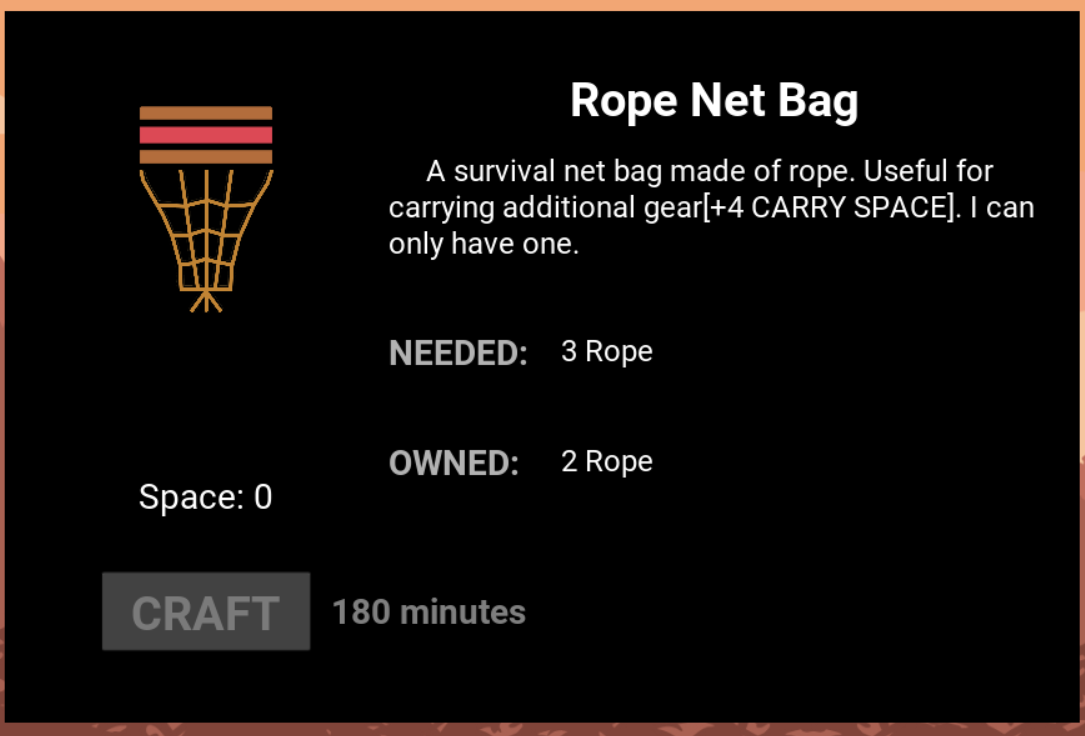 Rope Net Bag
A survival net bag made of rope. Useful for
carrying additional gear[+4 CARRY SPACE]. I can
only have one.
NEEDED: 3 Rope
OWNED: 2 Rope
Space: 0
CRAFT 180 minutes